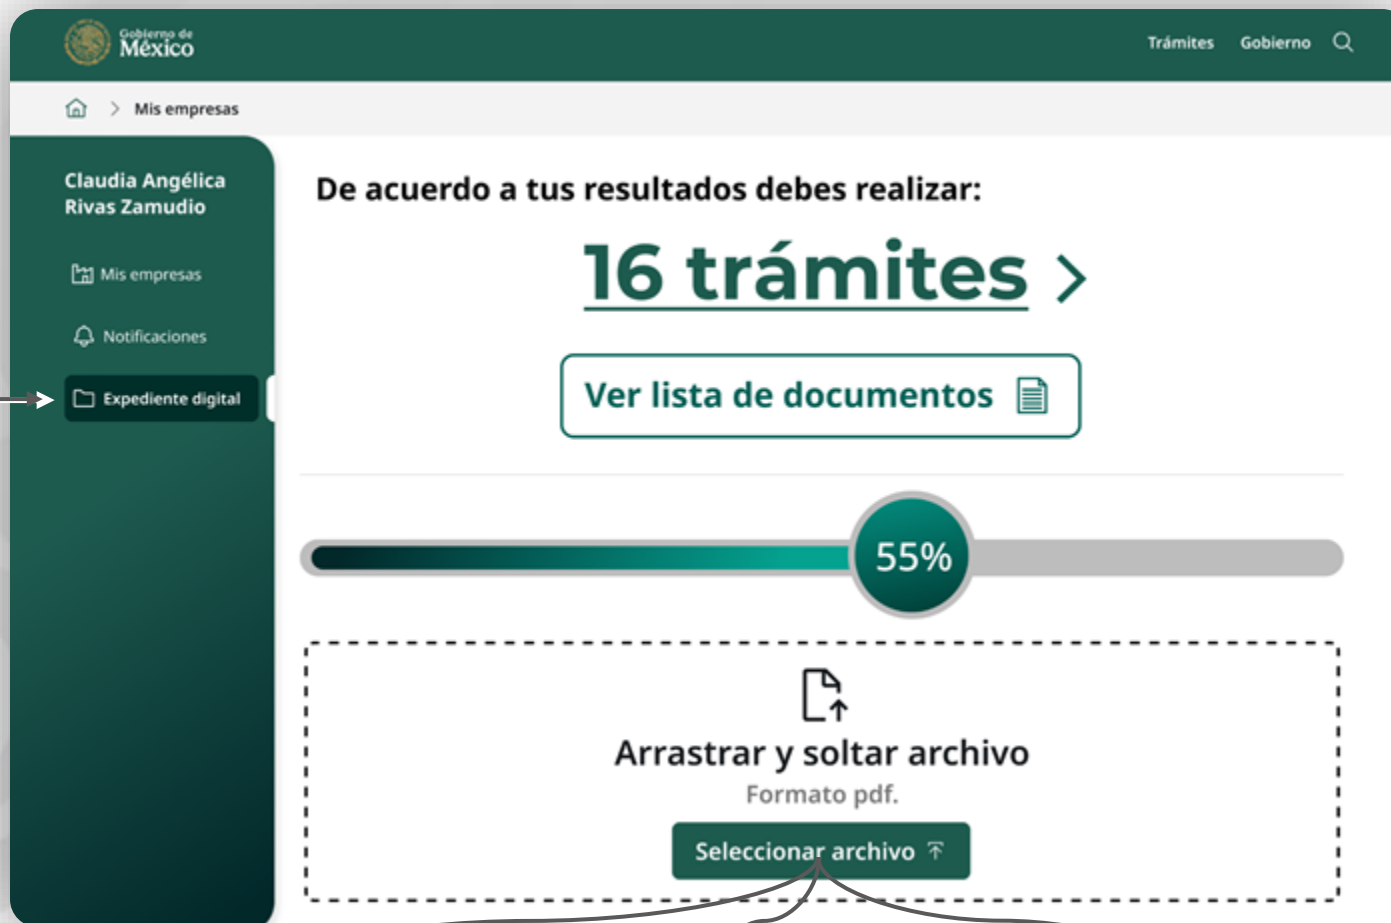 Gobierno de
México
Trámites Gobierno
Mis empresas
Claudia Angélica
Rivas Zamudio
Mis empresas
Notificaciones
Expediente digital
De acuerdo a tus resultados debes realizar:
16 trámites >
Ver lista de documentos
55%
Arrastrar y soltar archivo
Formato pdf.
Seleccionar archivo